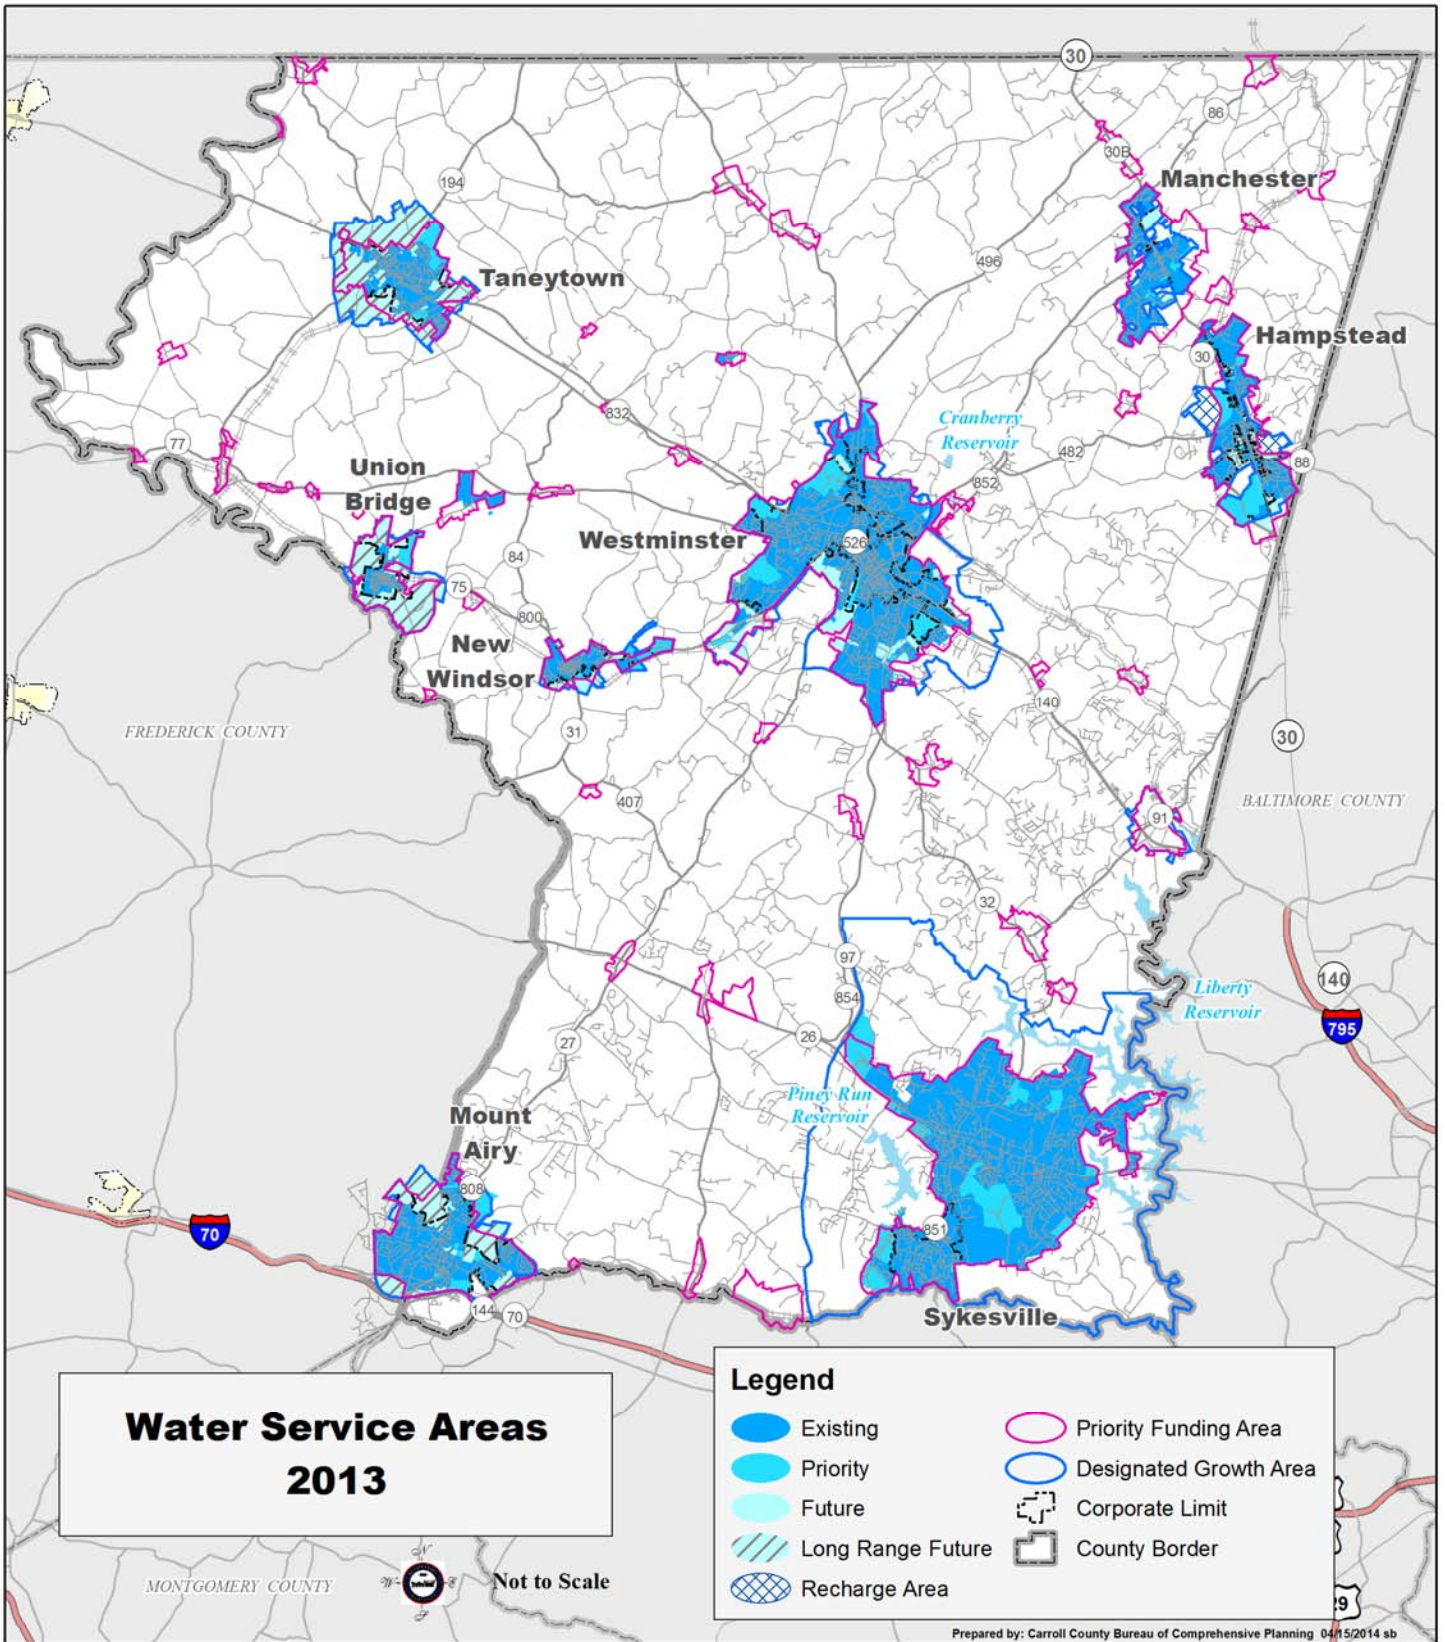 30
86
30B
Manchester
194
496
Taneytown
Hampstead
30
832
Cranberry
Reservoir
77
482
88
Union
Bridge
852
Westminster
526
84
75
800
New
Windsor
140
FREDERICK COUNTY
31
30
407
BALTIMORE COUNTY
91
32
97
854
140
Liberty
Reservoir
795
26
27
Piney Run
Reservoir
Mount
Airy
808
70
851
144
70
Sykesville
Water Service Areas
2013
Legend
Existing
Priority
Future
Long Range Future
Recharge Area
Priority Funding Area
Designated Growth Area
Corporate Limit
County Border
MONTGOMERY COUNTY
N
W
E
S
Not to Scale
Prepared by: Carroll County Bureau of Comprehensive Planning 04/15/2014 sb